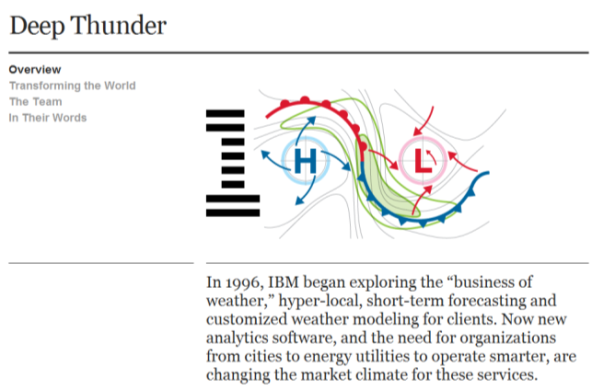 Deep Thunder
Overview
Transforming the World
The Team
In Their Words
I
H
L
In 1996, IBM began exploring the “business of
weather,” hyper-local, short-term forecasting and
customized weather modeling for clients. Now new
analytics software, and the need for organizations
from cities to energy utilities to operate smarter, are
changing the market climate for these services.